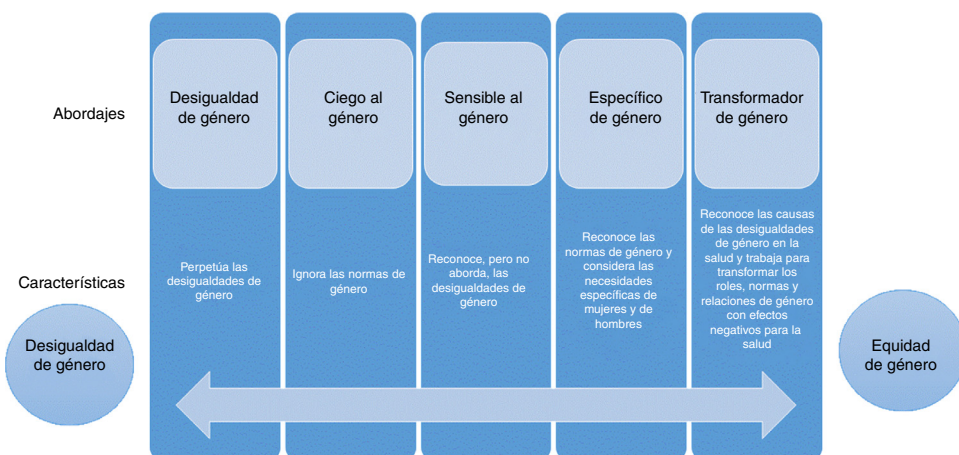 Abordajes
Desigualdad
de género
Ciego al
género
Sensible al
género
Específico
de género
Transformador
de género
Características
Perpetúa las
desigualdades de
género
Ignora las normas de
género
Reconoce, pero no
aborda, las
desigualdades de
género
Reconoce las
normas de género y
considera las
necesidades
específicas de
mujeres y de
hombres
Reconoce las causas
de las desigualdades
de género en la
salud y trabaja para
transformar los
roles, normas y
relaciones de género
con efectos
negativos para la
salud
Desigualdad
de género
Equidad
de género